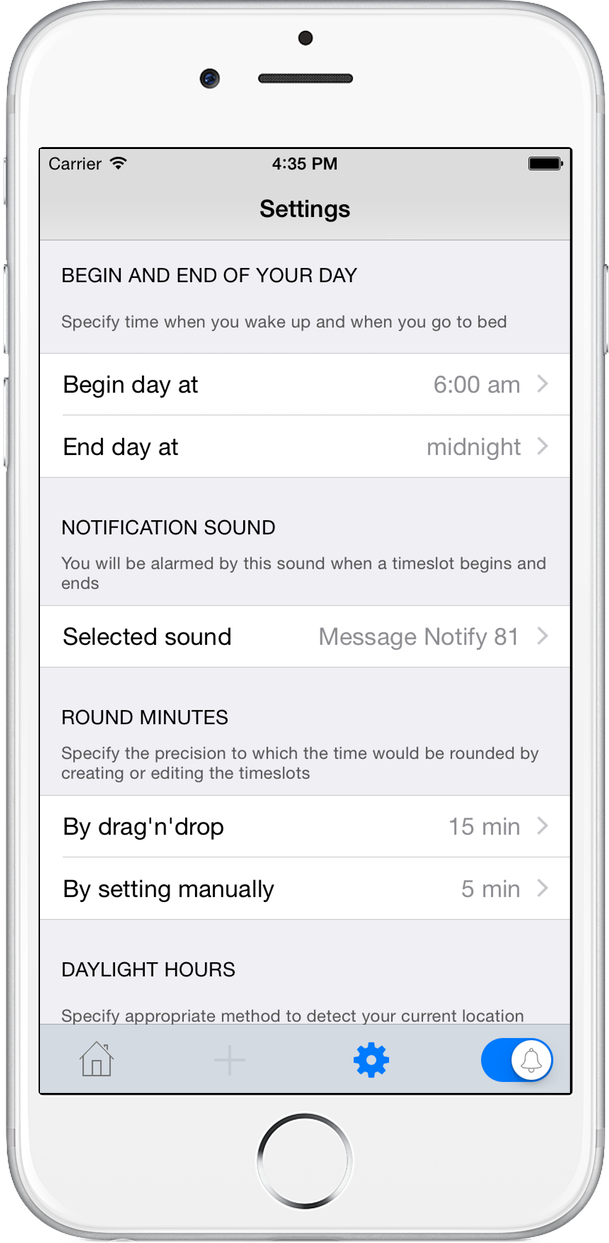 Carrier 4:35 PM
Settings
BEGIN AND END OF YOUR DAY
Specify time when you wake up and when you go to bed
Begin day at 6:00 am
End day at midnight
NOTIFICATION SOUND
You will be alarmed by this sound when a timeslot begins and
ends
Selected sound Message Notify 81
ROUND MINUTES
Specify the precision to which the time would be rounded by
creating or editing the timeslots
By drag'n'drop 15 min
By setting manually 5 min
DAYLIGHT HOURS
Specify appropriate method to detect your current location